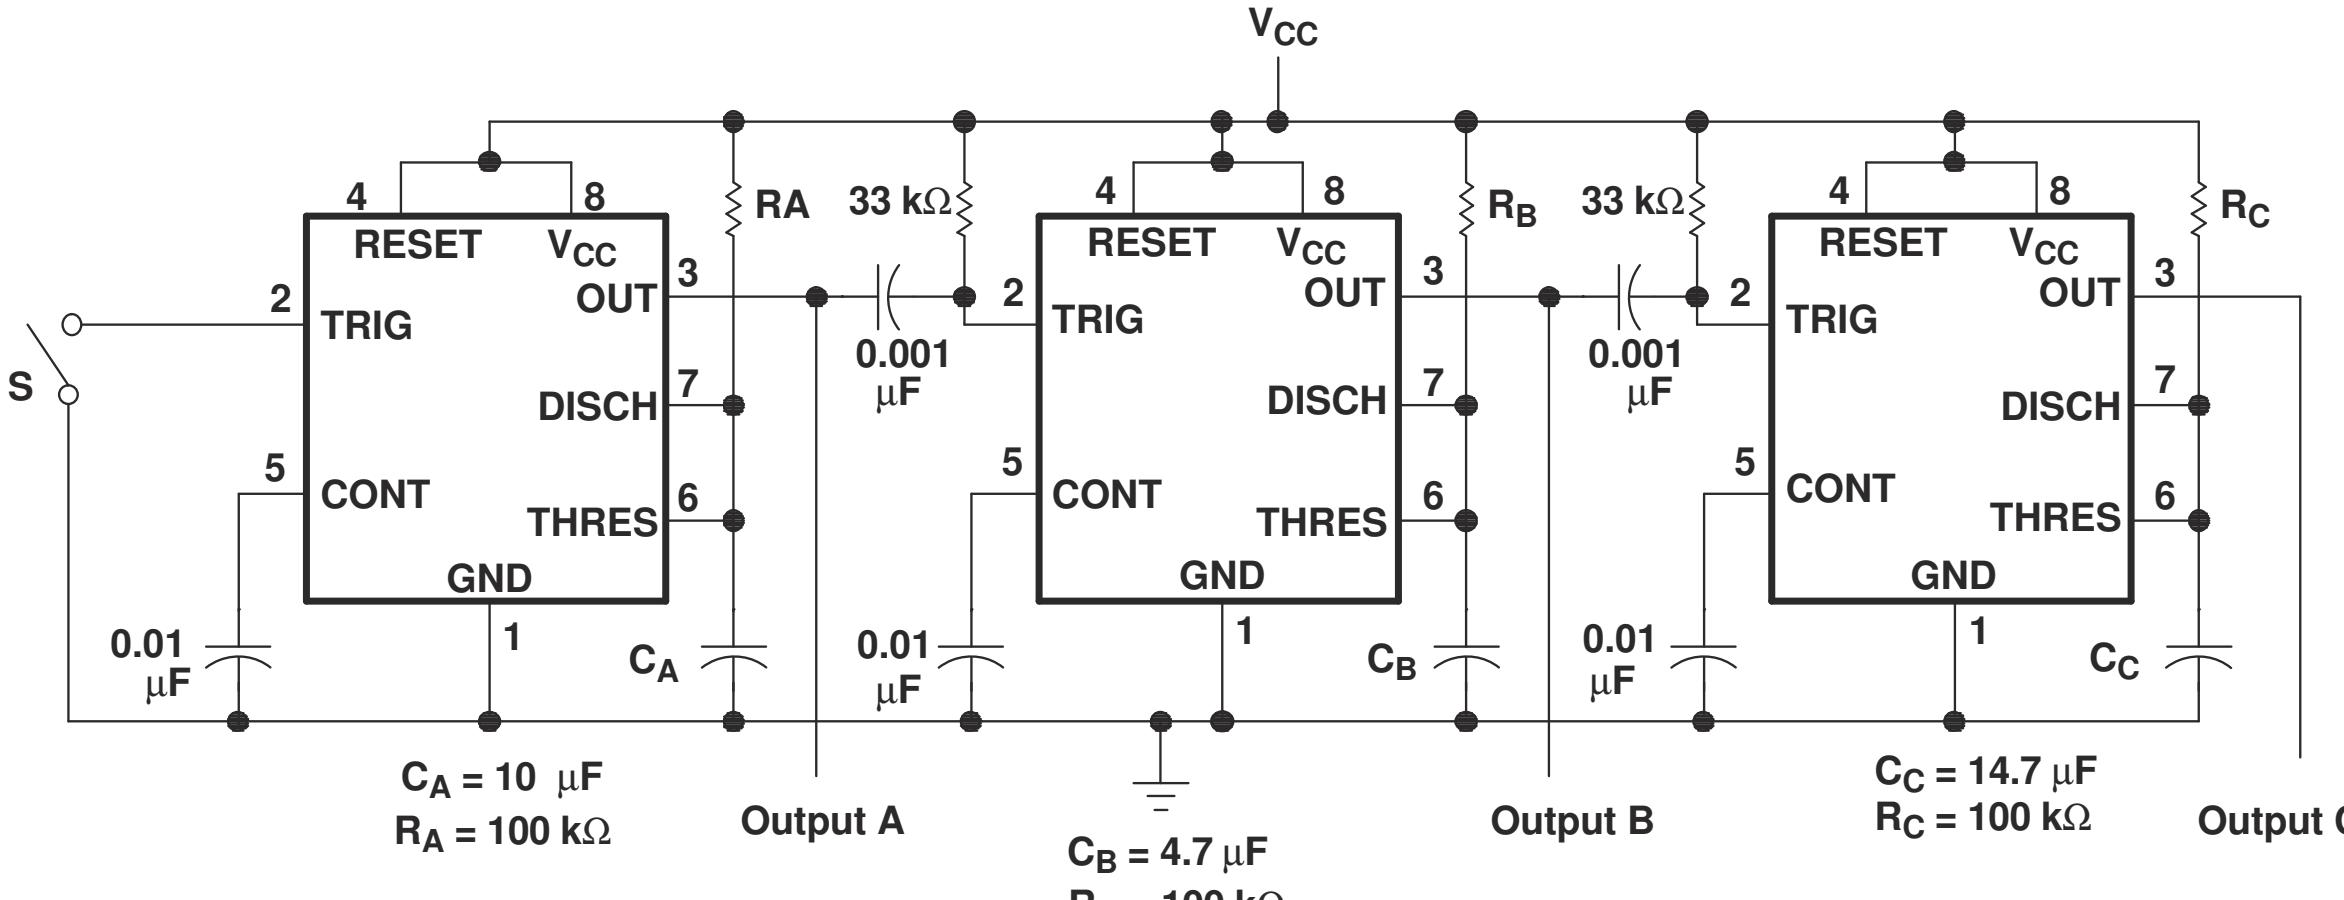 VCC
4
8
RESET
VCC
2
TRIG
OUT
3
RA
33 kΩ
S
DISCH
7
0.001
μF
5
CONT
THRES
6
GND
1
0.01
μF
CA
4
8
RESET
VCC
2
TRIG
OUT
3
RB
33 kΩ
DISCH
7
0.001
μF
5
CONT
THRES
6
GND
1
0.01
μF
CB
4
8
RESET
VCC
2
TRIG
OUT
3
RC
DISCH
7
5
CONT
THRES
6
GND
1
0.01
μF
CC
CA = 10 μF
RA = 100 kΩ
Output A
CB = 4.7 μF
Output B
CC = 14.7 μF
RC = 100 kΩ
Output